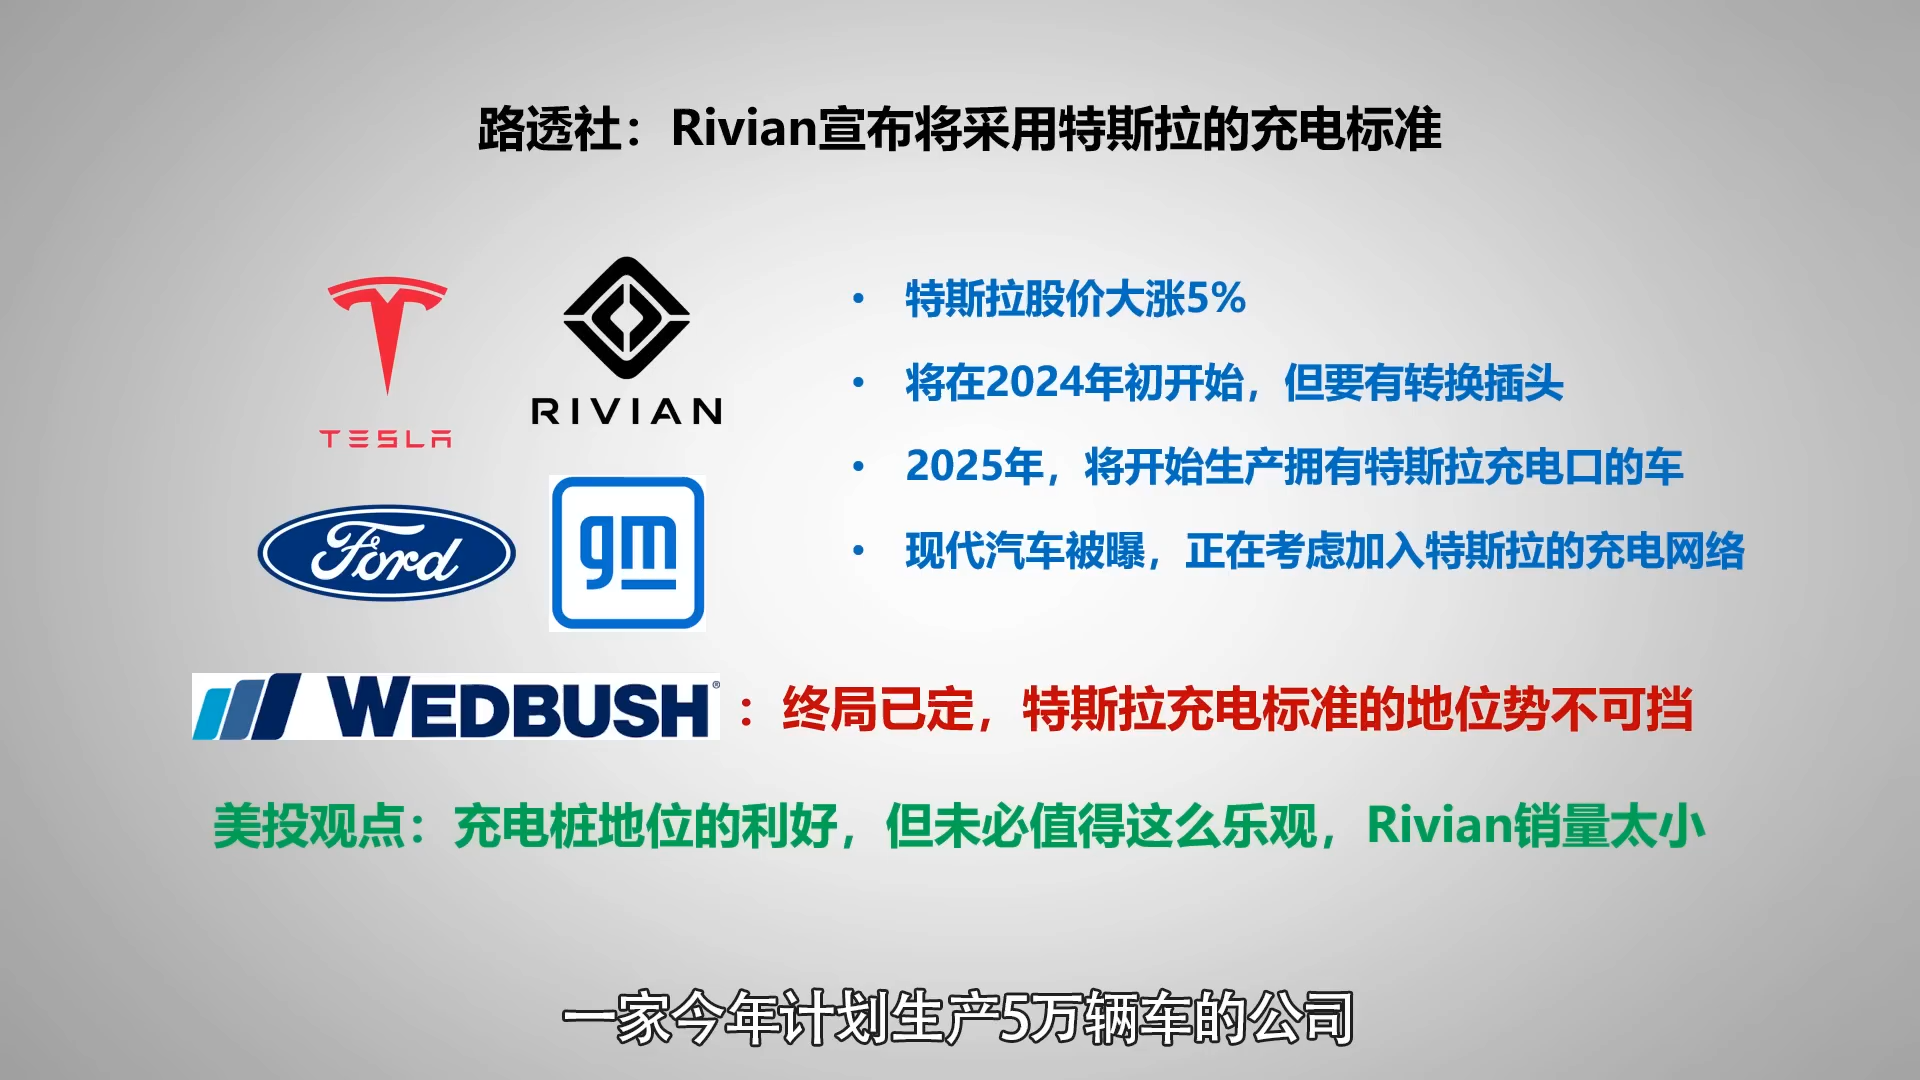 路透社：Rivian宣布将采用特斯拉的充电标准
TESLA
RIVIAN
Ford
gm
• 特斯拉股价大涨5%
• 将在2024年初开始，但要有转换插头
• 2025年，将开始生产拥有特斯拉充电口的车
• 现代汽车被曝，正在考虑加入特斯拉的充电网络
WEDBUSH® ：终局已定，特斯拉充电标准的地位势不可挡
美投观点：充电桩地位的利好，但未必值得这么乐观，Rivian销量太小
一家今年计划生产5万辆车的公司